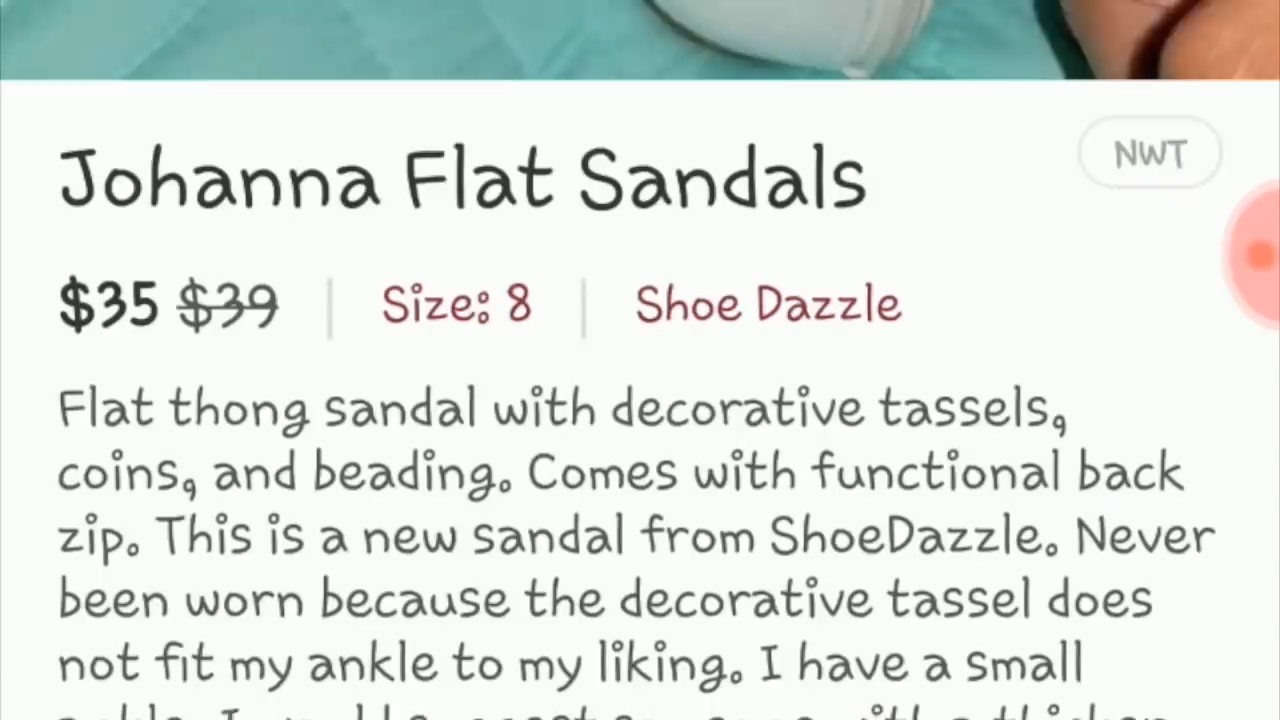 Johanna Flat Sandals
NWT
$35 $39 Size: 8 Shoe Dazzle
Flat thong sandal with decorative tassels,
coins, and beading. Comes with functional back
zip. This is a new sandal from ShoeDazzle. Never
been worn because the decorative tassel does
not fit my ankle to my liking. I have a small